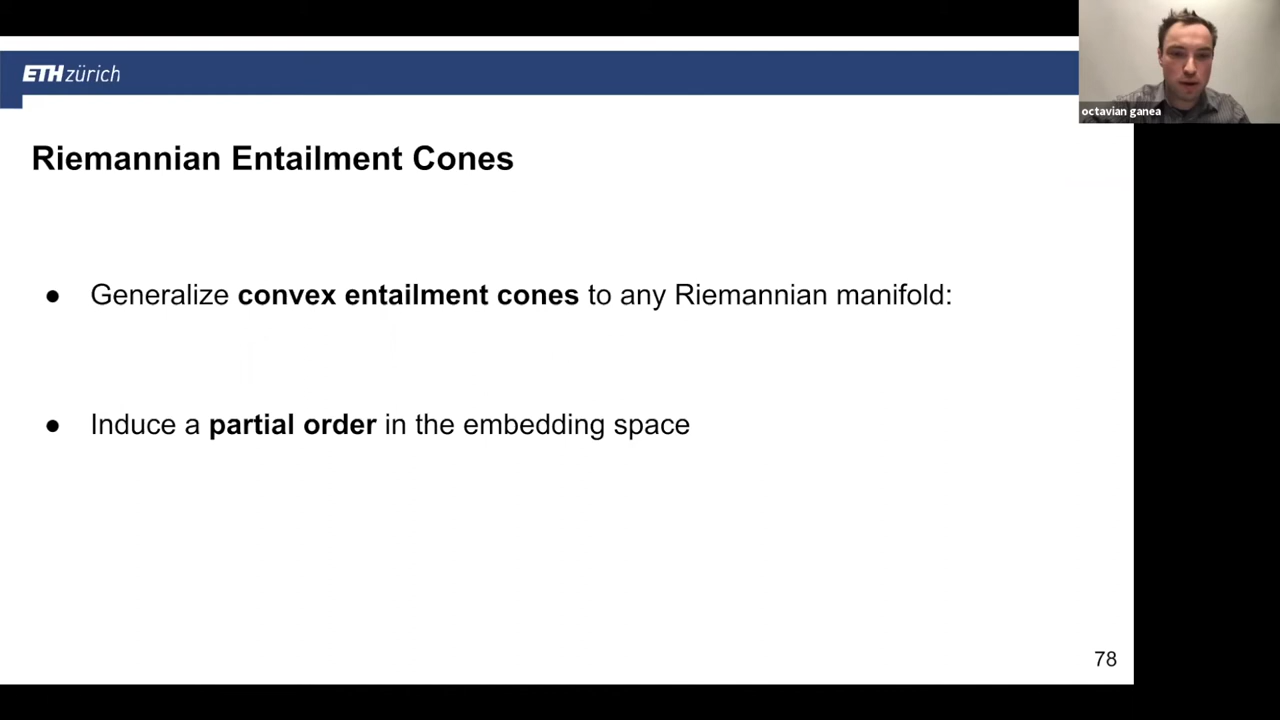 ETH zürich
octavian ganea
Riemannian Entailment Cones
● Generalize convex entailment cones to any Riemannian manifold:
● Induce a partial order in the embedding space
78